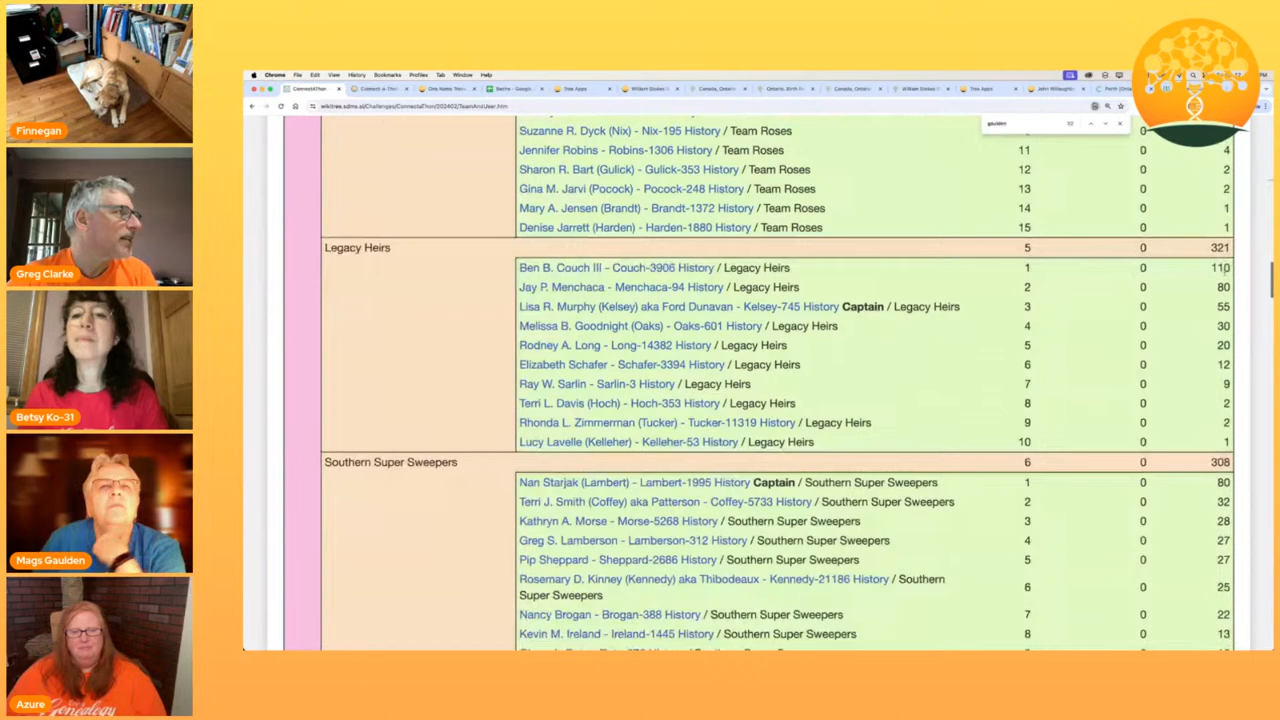 Finnegan
Greg Clarke
Betsy Ko-31
Mags Gaulden
Azure
Genealogy
Chrome File Edit View History Bookmarks Profiles Tab Window Help
gaulden
Suzanne R. Dyck (Nix) - Nix-195 History / Team Roses
Jennifer Robins - Robins-1306 History / Team Roses 11 0 4
Sharon R. Bart (Gulick) - Gulick-353 History / Team Roses 12 0 2
Gina M. Jarvi (Pocock) - Pocock-248 History / Team Roses 13 0 2
Mary A. Jensen (Brandt) - Brandt-1372 History / Team Roses 14 0 1
Denise Jarrett (Harden) - Harden-1880 History / Team Roses 15 0 1
Legacy Heirs 5 0 321
Ben B. Couch III - Couch-3906 History / Legacy Heirs 1 0 110
Jay P. Menchaca - Menchaca-94 History / Legacy Heirs 2 0 80
Lisa R. Murphy (Kelsey) aka Ford Dunavan - Kelsey-745 History Captain / Legacy Heirs 3 0 55
Melissa B. Goodnight (Oaks) - Oaks-601 History / Legacy Heirs 4 0 30
Rodney A. Long - Long-14382 History / Legacy Heirs 5 0 20
Elizabeth Schafer - Schafer-3394 History / Legacy Heirs 6 0 12
Ray W. Sarlin - Sarlin-3 History / Legacy Heirs 7 0 9
Terri L. Davis (Hoch) - Hoch-353 History / Legacy Heirs 8 0 2
Rhonda L. Zimmerman (Tucker) - Tucker-11319 History / Legacy Heirs 9 0 2
Lucy Lavelle (Kelleher) - Kelleher-53 History / Legacy Heirs 10 0 1
Southern Super Sweepers 6 0 308
Nan Starjak (Lambert) - Lambert-1995 History Captain / Southern Super Sweepers 1 0 80
Terri J. Smith (Coffey) aka Patterson - Coffey-5733 History / Southern Super Sweepers 2 0 32
Kathryn A. Morse - Morse-5268 History / Southern Super Sweepers 3 0 28
Greg S. Lamberson - Lamberson-312 History / Southern Super Sweepers 4 0 27
Pip Sheppard - Sheppard-2686 History / Southern Super Sweepers 5 0 27
Rosemary D. Kinney (Kennedy) aka Thibodeaux - Kennedy-21186 History / Southern
Super Sweepers 6 0 25
Nancy Brogan - Brogan-388 History / Southern Super Sweepers 7 0 22
Kevin M. Ireland - Ireland-1445 History / Southern Super Sweepers 8 0 13